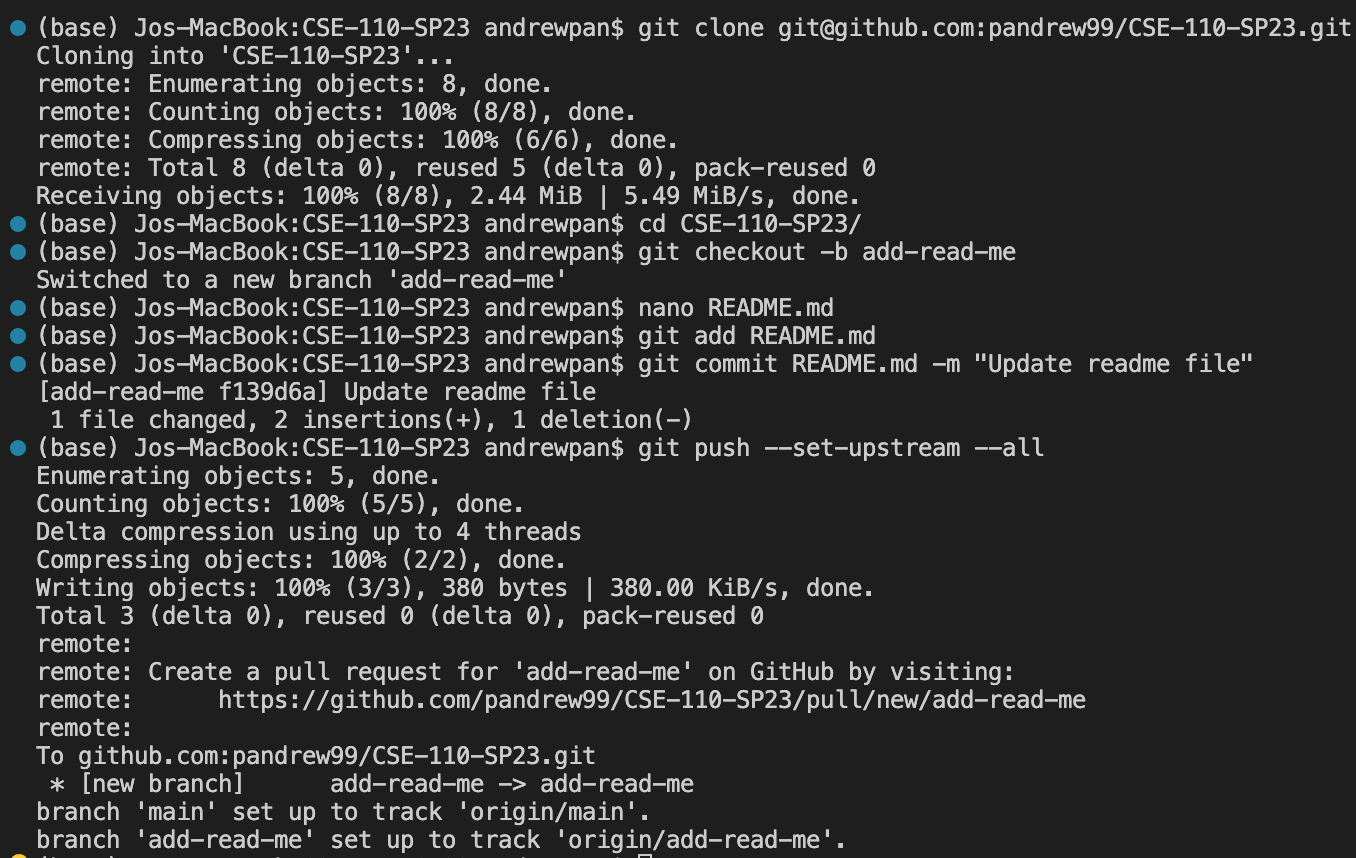 (base) Jos-MacBook:CSE-110-SP23 andrewpan$ git clone git@github.com:pandrew99/CSE-110-SP23.git
Cloning into 'CSE-110-SP23'...
remote: Enumerating objects: 8, done.
remote: Counting objects: 100% (8/8), done.
remote: Compressing objects: 100% (6/6), done.
remote: Total 8 (delta 0), reused 5 (delta 0), pack-reused 0
Receiving objects: 100% (8/8), 2.44 MiB | 5.49 MiB/s, done.
(base) Jos-MacBook:CSE-110-SP23 andrewpan$ cd CSE-110-SP23/
(base) Jos-MacBook:CSE-110-SP23 andrewpan$ git checkout -b add-read-me
Switched to a new branch 'add-read-me'
(base) Jos-MacBook:CSE-110-SP23 andrewpan$ nano README.md
(base) Jos-MacBook:CSE-110-SP23 andrewpan$ git add README.md
(base) Jos-MacBook:CSE-110-SP23 andrewpan$ git commit README.md -m "Update readme file"
[add-read-me f139d6a] Update readme file
 1 file changed, 2 insertions(+), 1 deletion(-)
(base) Jos-MacBook:CSE-110-SP23 andrewpan$ git push --set-upstream --all
Enumerating objects: 5, done.
Counting objects: 100% (5/5), done.
Delta compression using up to 4 threads
Compressing objects: 100% (2/2), done.
Writing objects: 100% (3/3), 380 bytes | 380.00 KiB/s, done.
Total 3 (delta 0), reused 0 (delta 0), pack-reused 0
remote:
remote: Create a pull request for 'add-read-me' on GitHub by visiting:
remote:      https://github.com/pandrew99/CSE-110-SP23/pull/new/add-read-me
remote:
To github.com:pandrew99/CSE-110-SP23.git
 * [new branch]      add-read-me -> add-read-me
branch 'main' set up to track 'origin/main'.
branch 'add-read-me' set up to track 'origin/add-read-me'.